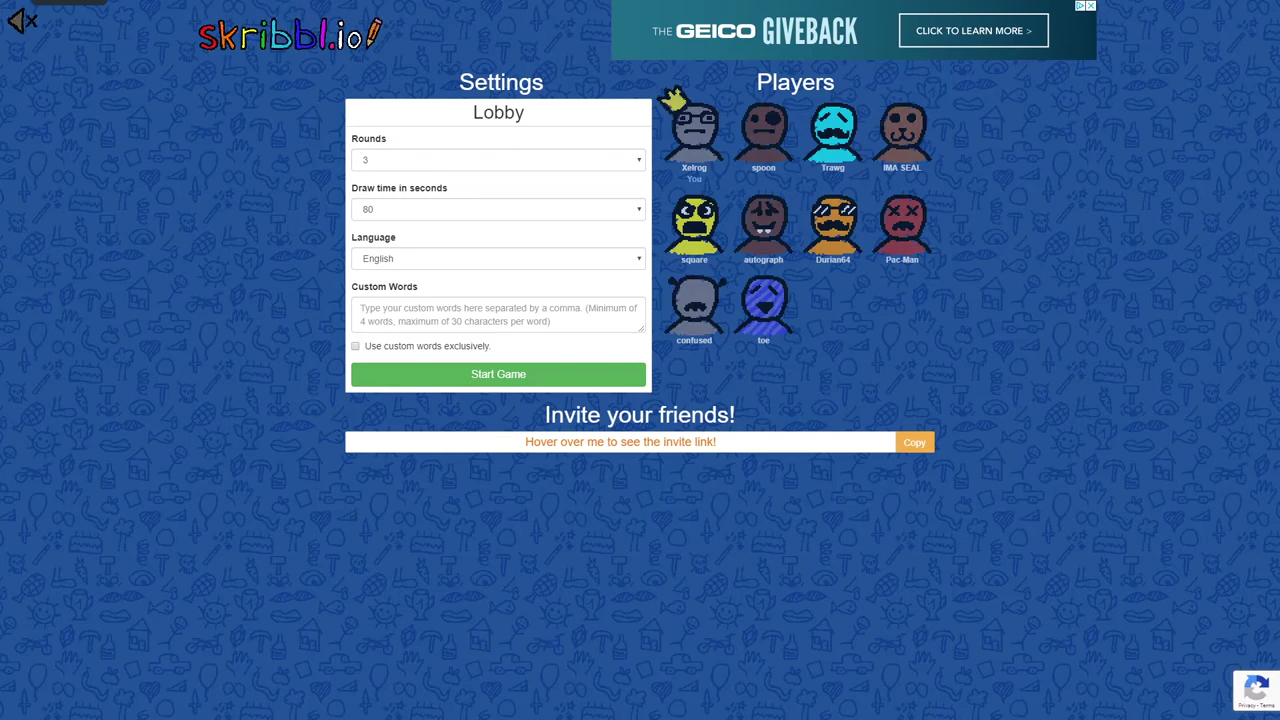 skribbl.io
THE GEICO GIVEBACK
CLICK TO LEARN MORE >
Settings
Players
Lobby
Rounds
3
Draw time in seconds
80
Language
English
Custom Words
Type your custom words here separated by a comma. (Minimum of
4 words, maximum of 30 characters per word)
Use custom words exclusively.
Start Game
Xelrog
You
spoon
Trawg
IMA SEAL
square
autograph
Durian64
Pac-Man
confused
toe
Invite your friends!
Hover over me to see the invite link!
Copy
Privacy - Terms